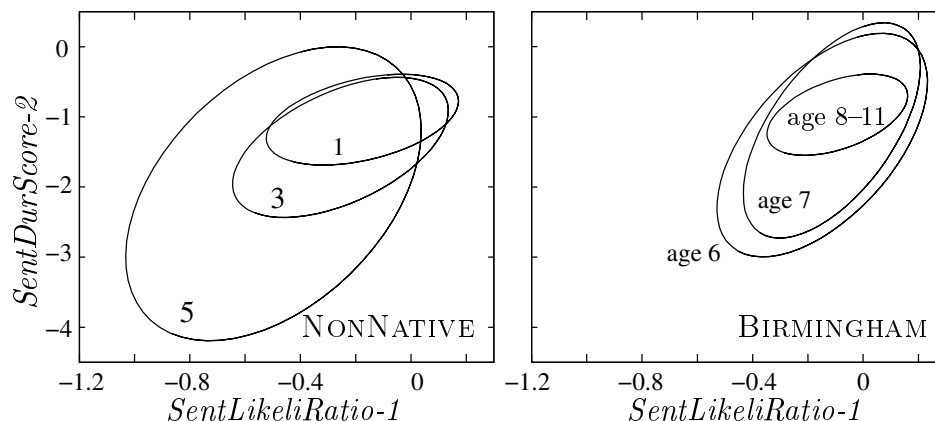 SentDurScore-2
0
−1
−2
−3
−4
1
3
5
NonNative
−1.2 −0.8 −0.4 0
SentLikeliRatio-1
age 8–11
age 7
age 6
Birmingham
−1.2 −0.8 −0.4 0
SentLikeliRatio-1